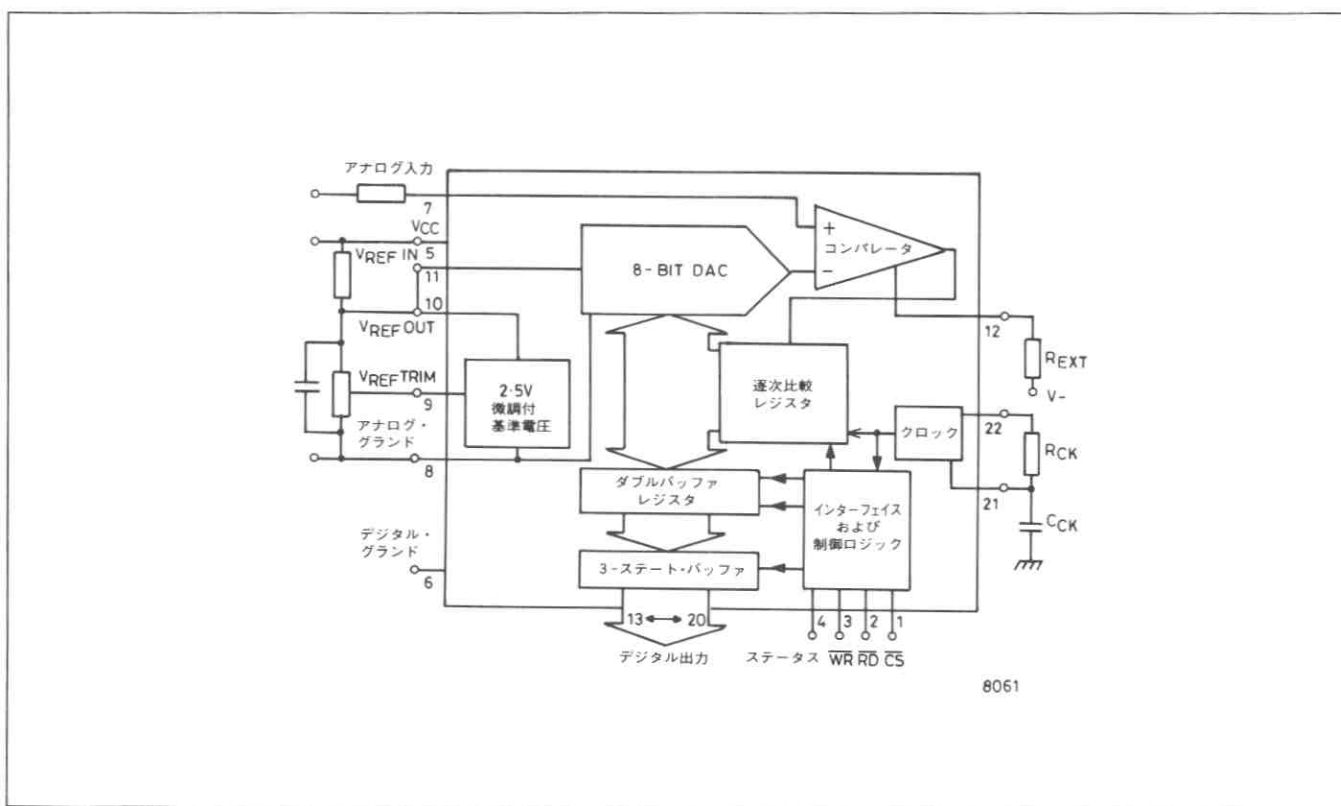 アナログ入力
7
VCC
VREF IN 5
11
10
VREF OUT
VREF TRIM
9
アナログ・
グランド
8
デジタル・
グランド
6
8-BIT DAC
+
コンパレータ
−
2・5V
微調付
基準電圧
逐次比較
レジスタ
クロック
12
REXT
V-
22
RCK
21
CCK
ダブルバッファ
レジスタ
インターフェイス
および
制御ロジック
3-ステート・バッファ
13 ↔ 20
4 3 2 1
デジタル出力
ステータス WR RD CS
8061